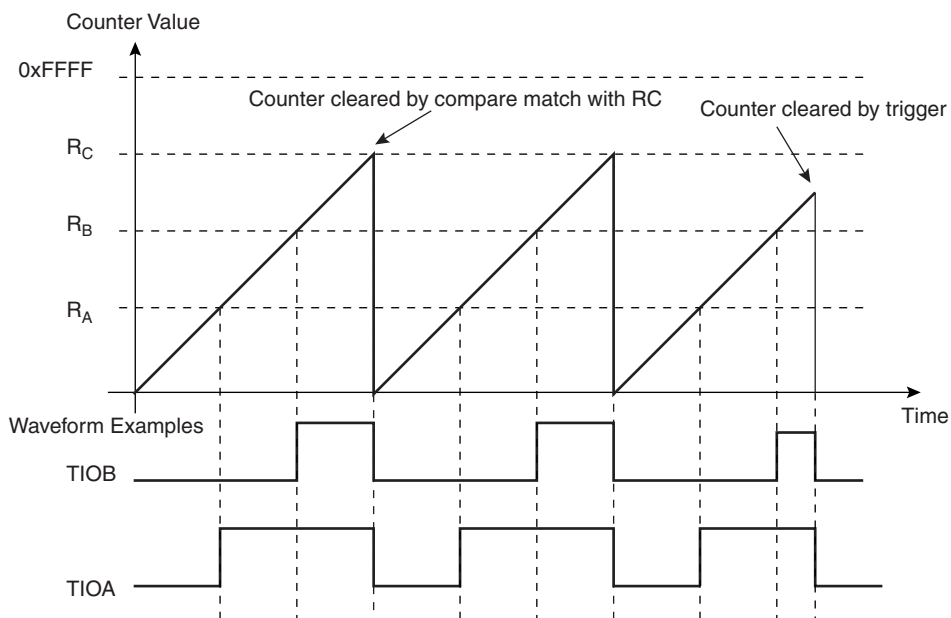 Counter Value
0xFFFF
Counter cleared by compare match with RC
Counter cleared by trigger
RC
RB
RA
Time
Waveform Examples
TIOB
TIOA